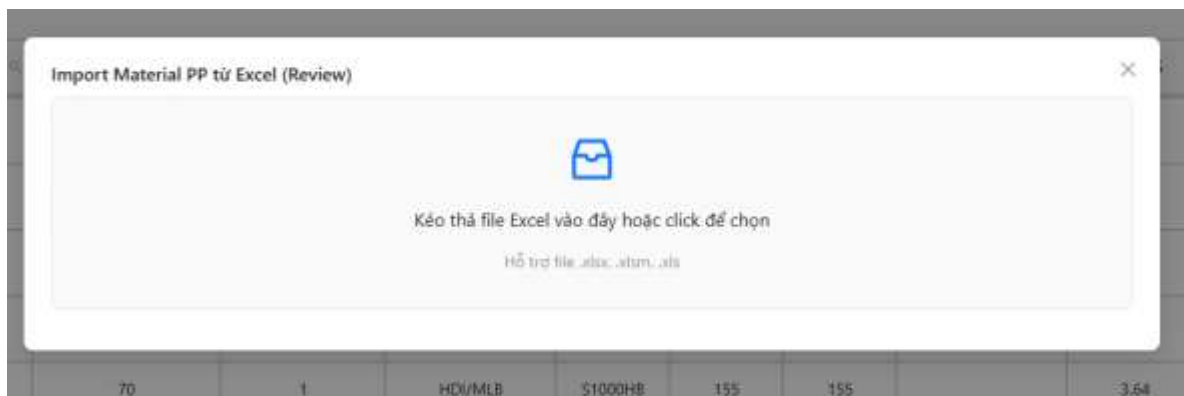 Import Material PP từ Excel (Review)
Kéo thả file Excel vào đây hoặc click để chọn
Hỗ trợ file .xlsx, .xlsm, .xls
70 1 HDI/MLB S1000HB 155 155 3.64